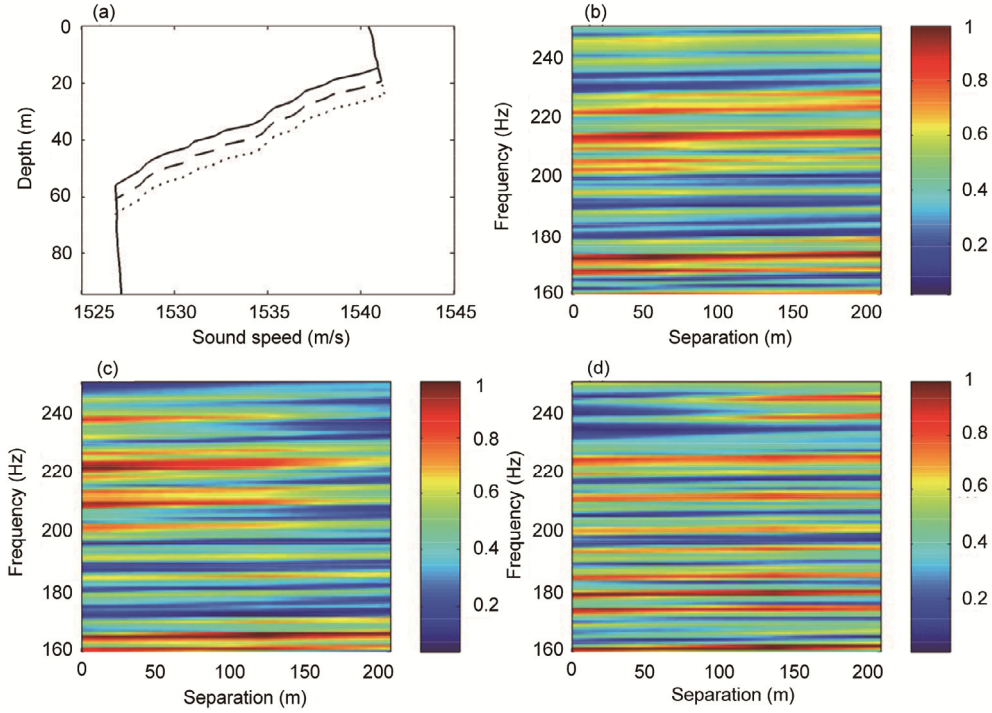 (a)
0
20
40
60
80
Depth (m)
1525 1530 1535 1540 1545
Sound speed (m/s)
(b)
240
220
200
180
160
Frequency (Hz)
0 50 100 150 200
Separation (m)
1
0.8
0.6
0.4
0.2
(c)
240
220
200
180
160
Frequency (Hz)
0 50 100 150 200
Separation (m)
1
0.8
0.6
0.4
0.2
(d)
240
220
200
180
160
Frequency (Hz)
0 50 100 150 200
Separation (m)
1
0.8
0.6
0.4
0.2